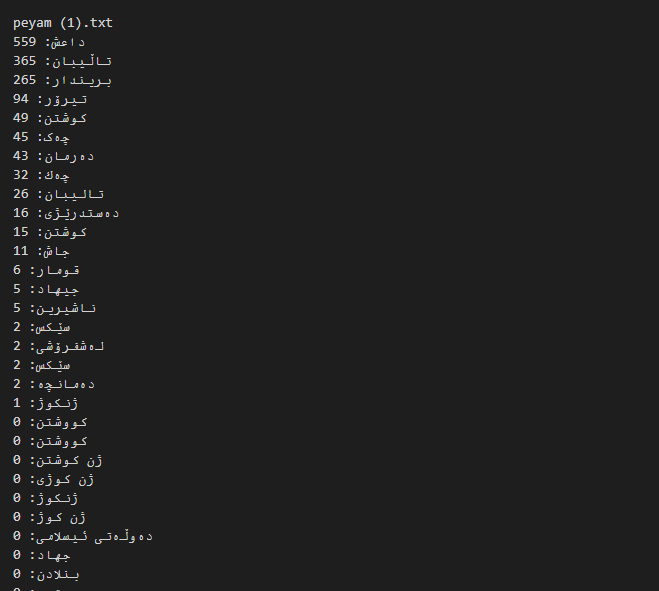 peyam (1).txt
داعش: 559
تاڵیبان: 365
بریندار: 265
تیرۆر: 94
کوشتن: 49
چەک: 45
دەرمان: 43
چەك: 32
تالیبان: 26
دەستدرێژی: 16
کوشتن: 15
جاش: 11
قومار: 6
جیهاد: 5
ناشیرین: 5
سێکس: 2
لەشفرۆشی: 2
سێکس: 2
دەمانچە: 2
ژنکوژ: 1
کووشتن: 0
کووشتن: 0
ژن کوشتن: 0
ژن کوژی: 0
ژنکوژ: 0
ژن کوژ: 0
دەوڵەتی ئیسلامی: 0
جهاد: 0
بنلادن: 0